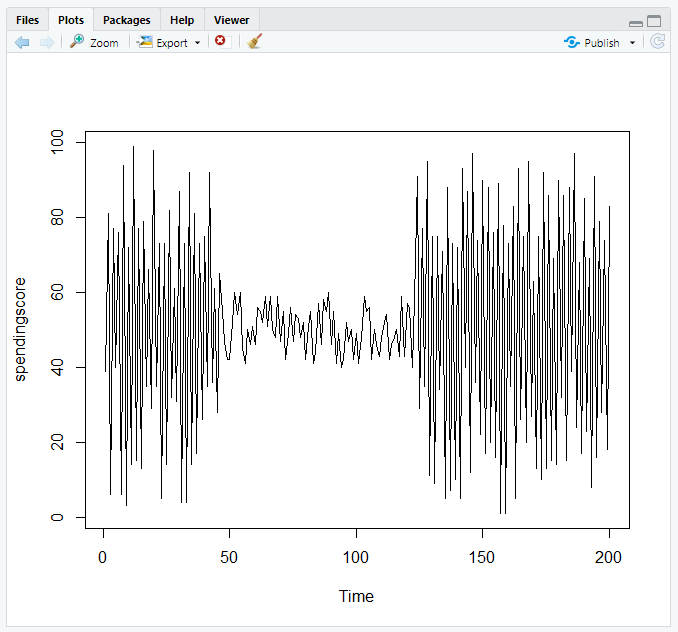 Files Plots Packages Help Viewer
Zoom Export Publish
100
80
60
40
20
0
spendingscore
0 50 100 150 200
Time